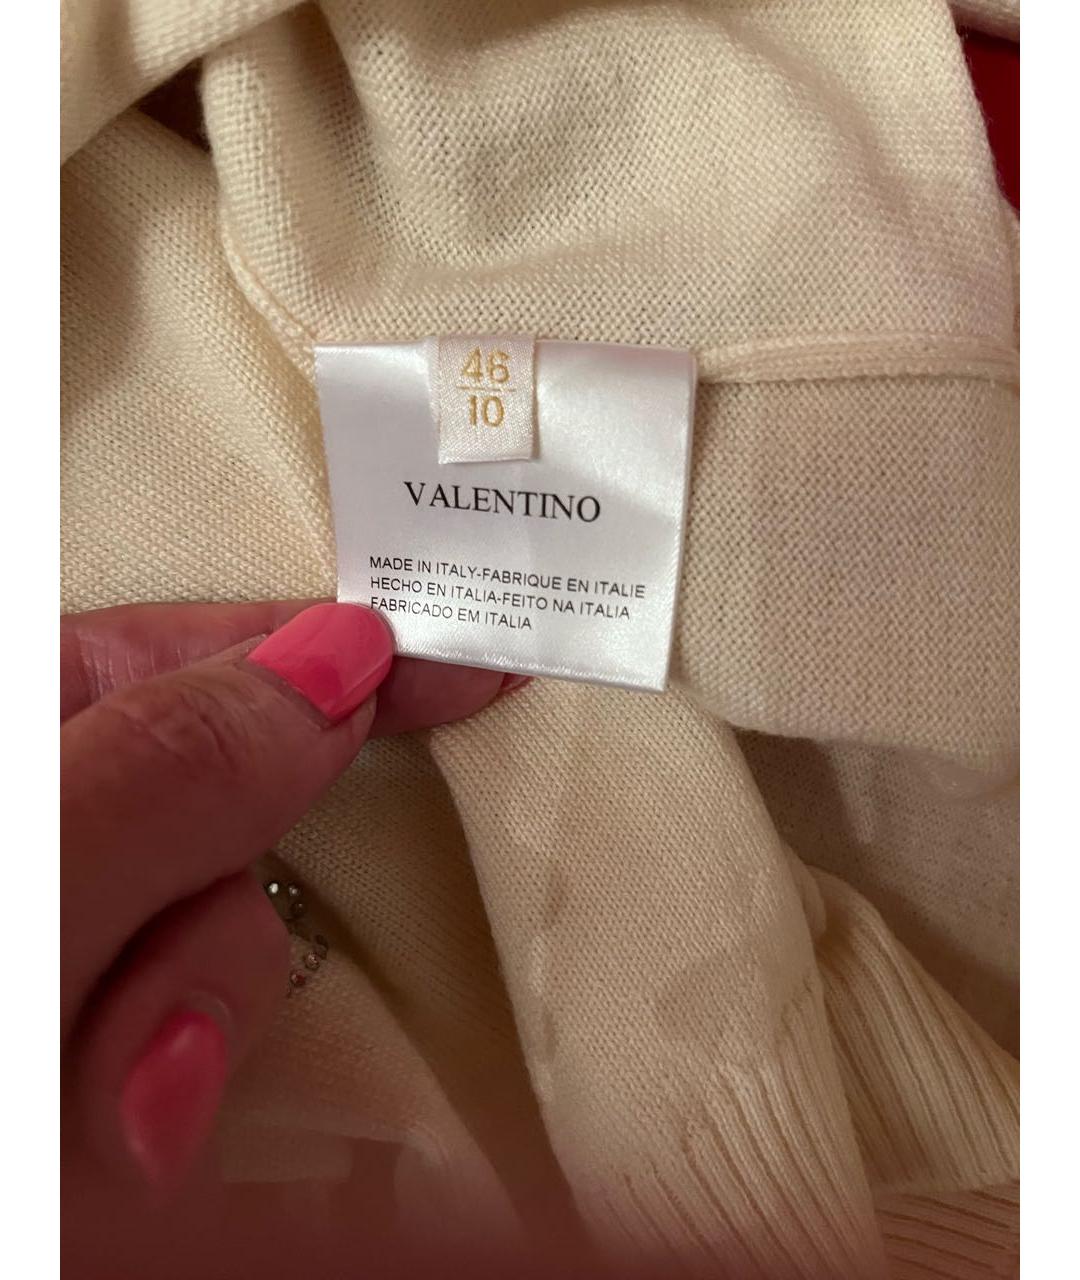 46
10
VALENTINO
MADE IN ITALY-FABRIQUE EN ITALIE
HECHO EN ITALIA-FEITO NA ITALIA
FABRICADO EM ITALIA